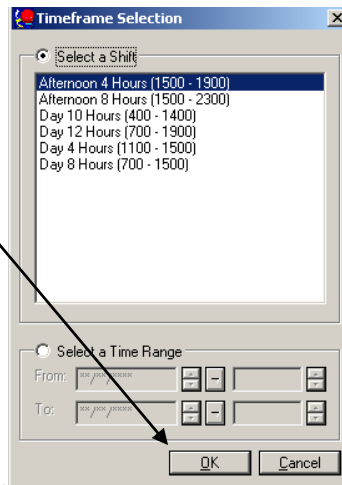 Timeframe Selection
Select a Shift
Afternoon 4 Hours (1500 - 1900)
Afternoon 8 Hours (1500 - 2300)
Day 10 Hours (400 - 1400)
Day 12 Hours (700 - 1900)
Day 4 Hours (1100 - 1500)
Day 8 Hours (700 - 1500)
Select a Time Range
From: **/**/**** -
To: **/**/**** -
OK Cancel